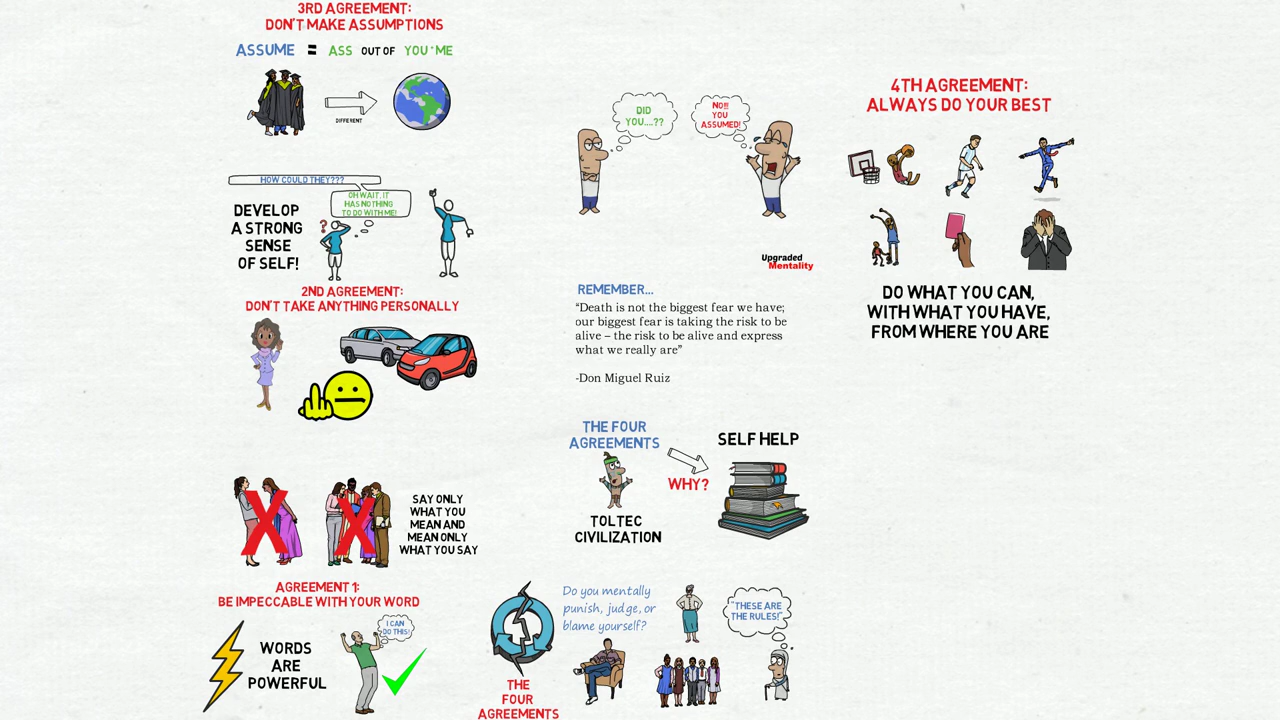 3RD AGREEMENT:
DON'T MAKE ASSUMPTIONS
ASSUME = ASS OUT OF YOU + ME
DIFFERENT
HOW COULD THEY???
OH WAIT, IT
HAS NOTHING
TO DO WITH ME!
DEVELOP
A STRONG
SENSE
OF SELF!
?
2ND AGREEMENT:
DON'T TAKE ANYTHING PERSONALLY
SAY ONLY
WHAT YOU
MEAN AND
MEAN ONLY
WHAT YOU SAY
AGREEMENT 1:
BE IMPECCABLE WITH YOUR WORD
WORDS
ARE
POWERFUL
I CAN
DO THIS!
DID
YOU....??
NO!!!
YOU
ASSUMED!
Upgraded
Mentality
REMEMBER...
“Death is not the biggest fear we have;
our biggest fear is taking the risk to be
alive – the risk to be alive and express
what we really are”
-Don Miguel Ruiz
THE FOUR
AGREEMENTS
WHY?
SELF HELP
TOLTEC
CIVILIZATION
Do you mentally
punish, judge, or
blame yourself?
"THESE ARE
THE RULES!"
THE
FOUR
AGREEMENTS
4TH AGREEMENT:
ALWAYS DO YOUR BEST
DO WHAT YOU CAN,
WITH WHAT YOU HAVE,
FROM WHERE YOU ARE